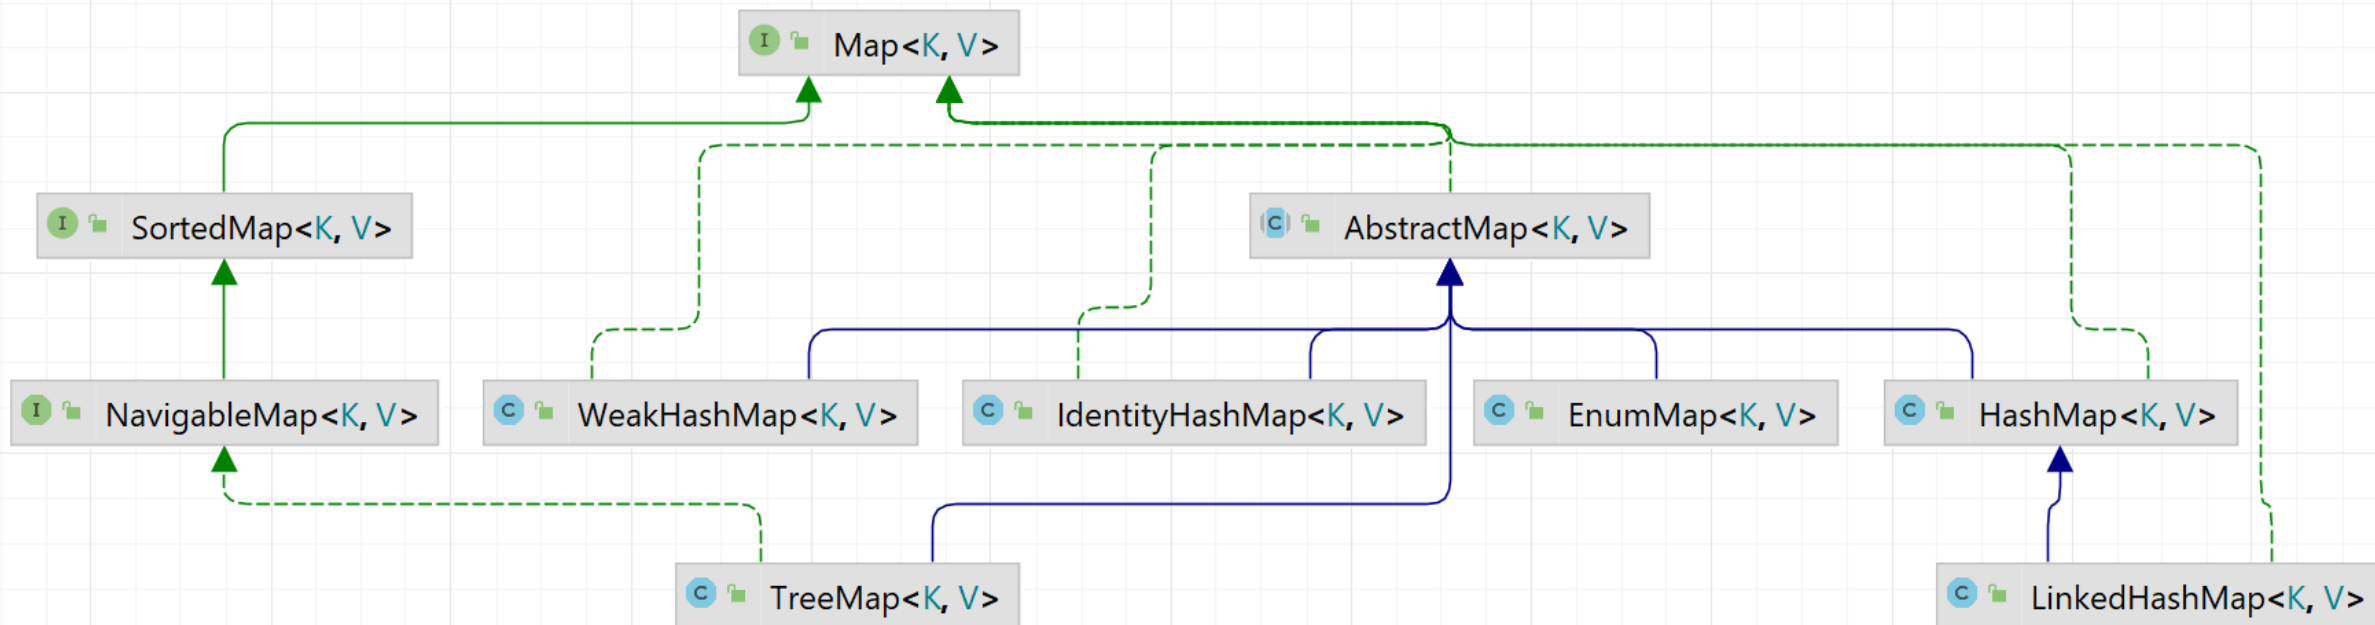 I Map<K, V>
I SortedMap<K, V>
C AbstractMap<K, V>
I NavigableMap<K, V>
C WeakHashMap<K, V>
C IdentityHashMap<K, V>
C EnumMap<K, V>
C HashMap<K, V>
C TreeMap<K, V>
C LinkedHashMap<K, V>